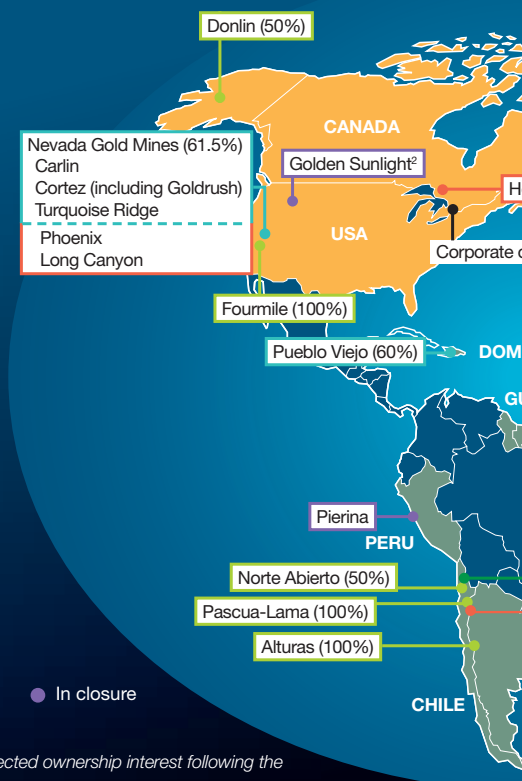 Donlin (50%)
CANADA
Nevada Gold Mines (61.5%)
Carlin
Cortez (including Goldrush)
Turquoise Ridge
Phoenix
Long Canyon
Golden Sunlight²
H
USA
Corporate
Fourmile (100%)
Pueblo Viejo (60%)
DOM
GU
Pierina
PERU
Norte Abierto (50%)
Pascua-Lama (100%)
Alturas (100%)
In closure
CHILE
ected ownership interest following the